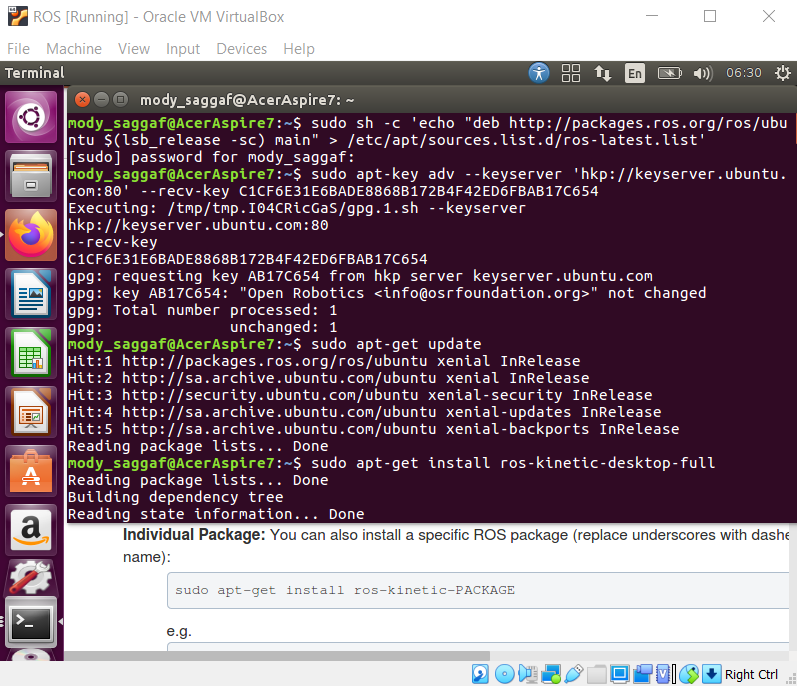 ROS [Running] - Oracle VM VirtualBox
File Machine View Input Devices Help
Terminal En 06:30
mody_saggaf@AcerAspire7: ~
mody_saggaf@AcerAspire7:~$ sudo sh -c 'echo "deb http://packages.ros.org/ros/ubu
ntu $(lsb_release -sc) main" > /etc/apt/sources.list.d/ros-latest.list'
[sudo] password for mody_saggaf:
mody_saggaf@AcerAspire7:~$ sudo apt-key adv --keyserver 'hkp://keyserver.ubuntu.
com:80' --recv-key C1CF6E31E6BADE8868B172B4F42ED6FBAB17C654
Executing: /tmp/tmp.I04CRicGaS/gpg.1.sh --keyserver
hkp://keyserver.ubuntu.com:80
--recv-key
C1CF6E31E6BADE8868B172B4F42ED6FBAB17C654
gpg: requesting key AB17C654 from hkp server keyserver.ubuntu.com
gpg: key AB17C654: "Open Robotics <info@osrfoundation.org>" not changed
gpg: Total number processed: 1
gpg:              unchanged: 1
mody_saggaf@AcerAspire7:~$ sudo apt-get update
Hit:1 http://packages.ros.org/ros/ubuntu xenial InRelease
Hit:2 http://sa.archive.ubuntu.com/ubuntu xenial InRelease
Hit:3 http://security.ubuntu.com/ubuntu xenial-security InRelease
Hit:4 http://sa.archive.ubuntu.com/ubuntu xenial-updates InRelease
Hit:5 http://sa.archive.ubuntu.com/ubuntu xenial-backports InRelease
Reading package lists... Done
mody_saggaf@AcerAspire7:~$ sudo apt-get install ros-kinetic-desktop-full
Reading package lists... Done
Building dependency tree
Reading state information... Done
Individual Package: You can also install a specific ROS package (replace underscores with dashe
name):
sudo apt-get install ros-kinetic-PACKAGE
e.g.
Right Ctrl